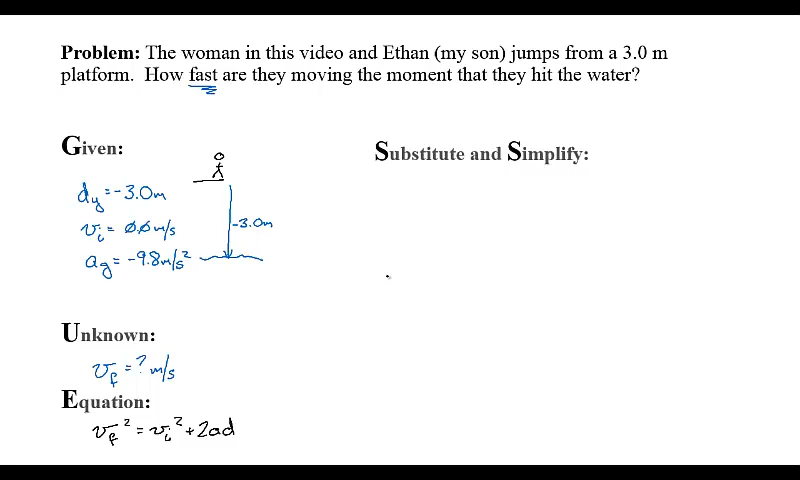 Problem: The woman in this video and Ethan (my son) jumps from a 3.0 m
platform. How fast are they moving the moment that they hit the water?
Given:
Substitute and Simplify:
dy = -3.0m
-3.0m
vi = 0.0 m/s
ag = -9.8 m/s²
Unknown:
vf = ? m/s
Equation:
vf² = vi² + 2ad